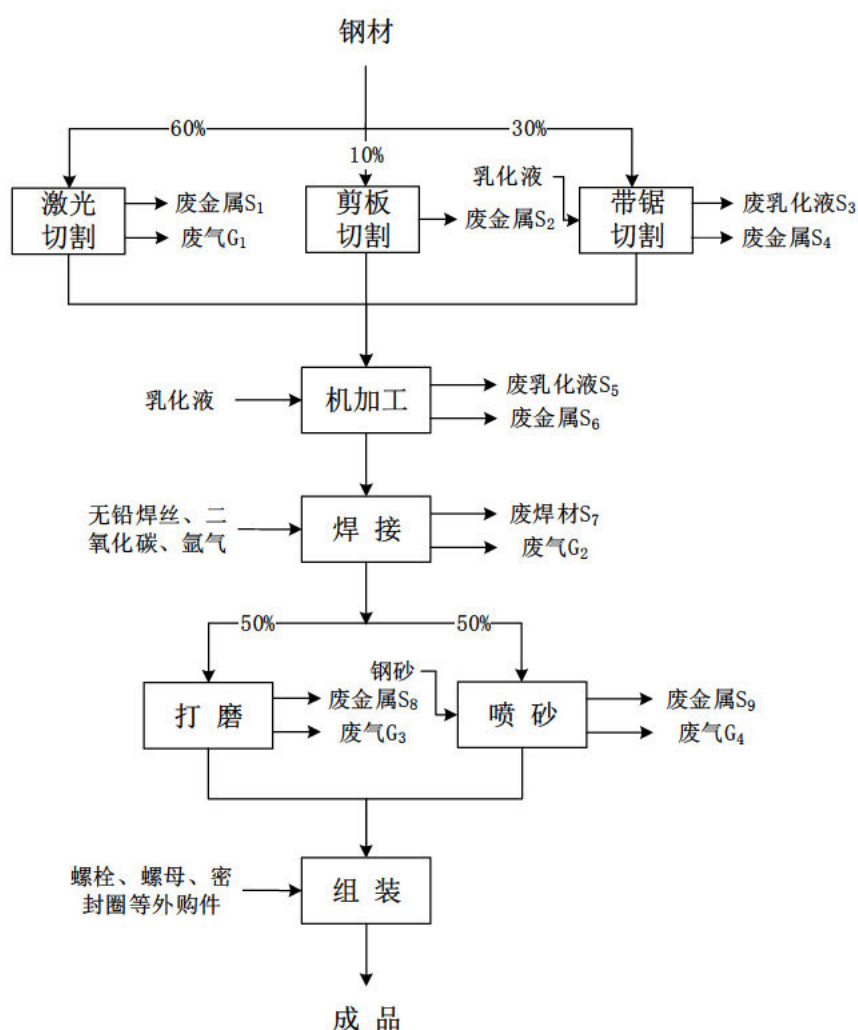 钢材
60%
10%
30%
激光
切割
废金属S₁
废气G₁
剪板
切割
废金属S₂
乳化液
带锯
切割
废乳化液S₃
废金属S₄
乳化液
机加工
废乳化液S₅
废金属S₆
无铅焊丝、二
氧化碳、氩气
焊 接
废焊材S₇
废气G₂
50%
50%
打 磨
废金属S₈
废气G₃
钢砂
喷 砂
废金属S₉
废气G₄
螺栓、螺母、密
封圈等外购件
组 装
成 品